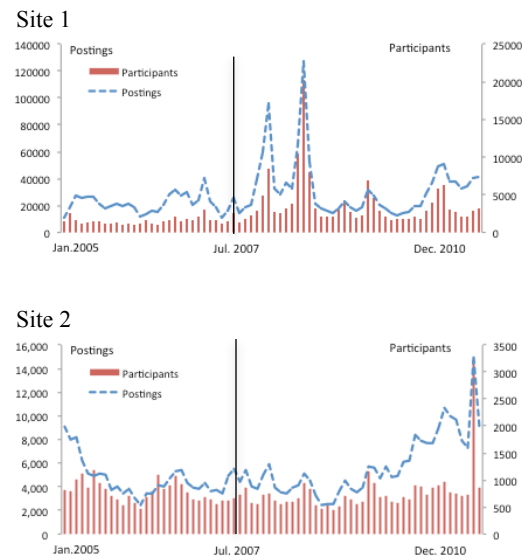 Site 1
140000
120000
100000
80000
60000
40000
20000
0
Postings
Participants
Postings
Participants
25000
20000
15000
10000
5000
0
Jan.2005
Jul. 2007
Dec. 2010
Site 2
16,000
14,000
12,000
10,000
8,000
6,000
4,000
2,000
0
Postings
Participants
Postings
Participants
3500
3000
2500
2000
1500
1000
500
0
Jan.2005
Jul. 2007
Dec. 2010